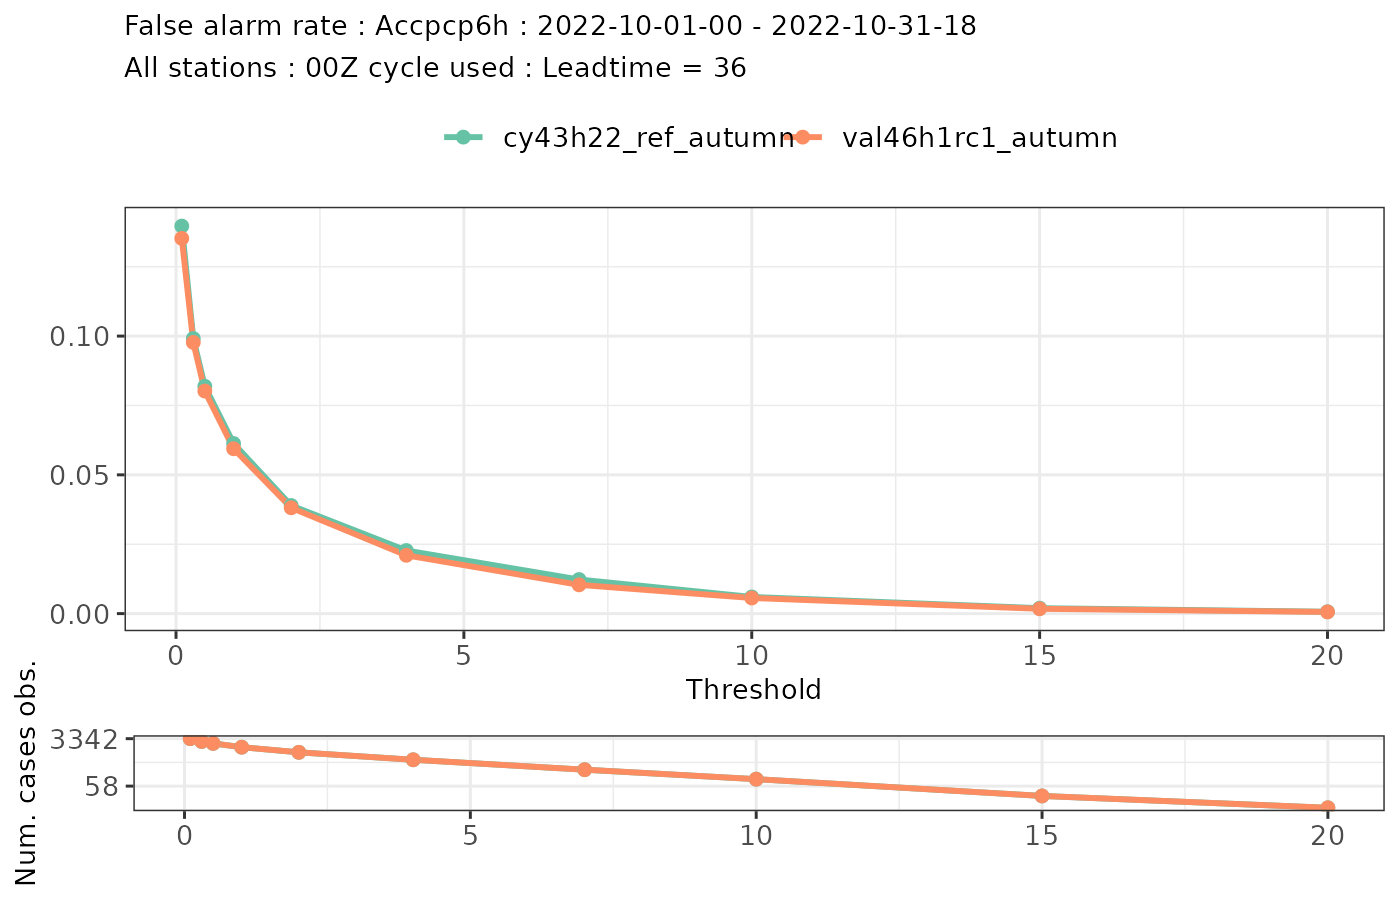 False alarm rate : Accpcp6h : 2022-10-01-00 - 2022-10-31-18
All stations : 00Z cycle used : Leadtime = 36
cy43h22_ref_autumn val46h1rc1_autumn
0.10
0.05
0.00
0 5 10 15 20
Threshold
Num. cases obs.
3342
58
0 5 10 15 20